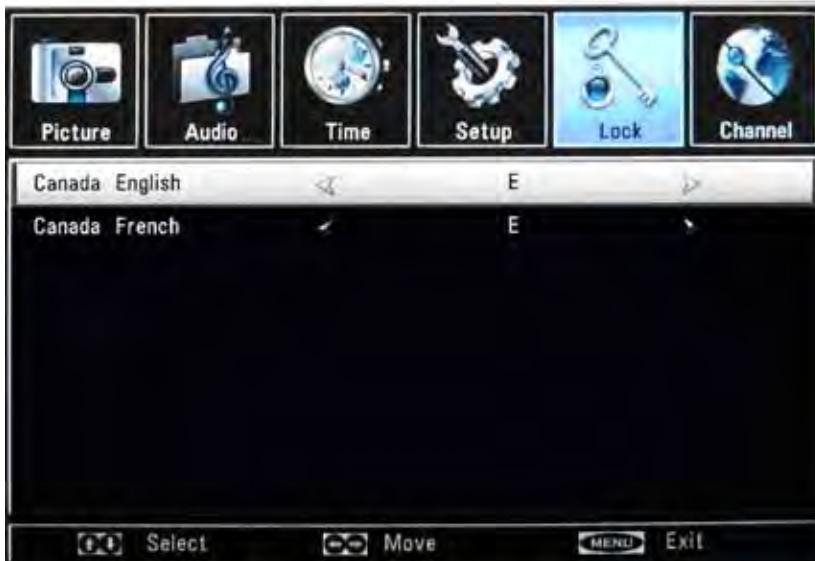 Picture Audio Time Setup Lock Channel
Canada English E
Canada French E
Select Move MENU Exit